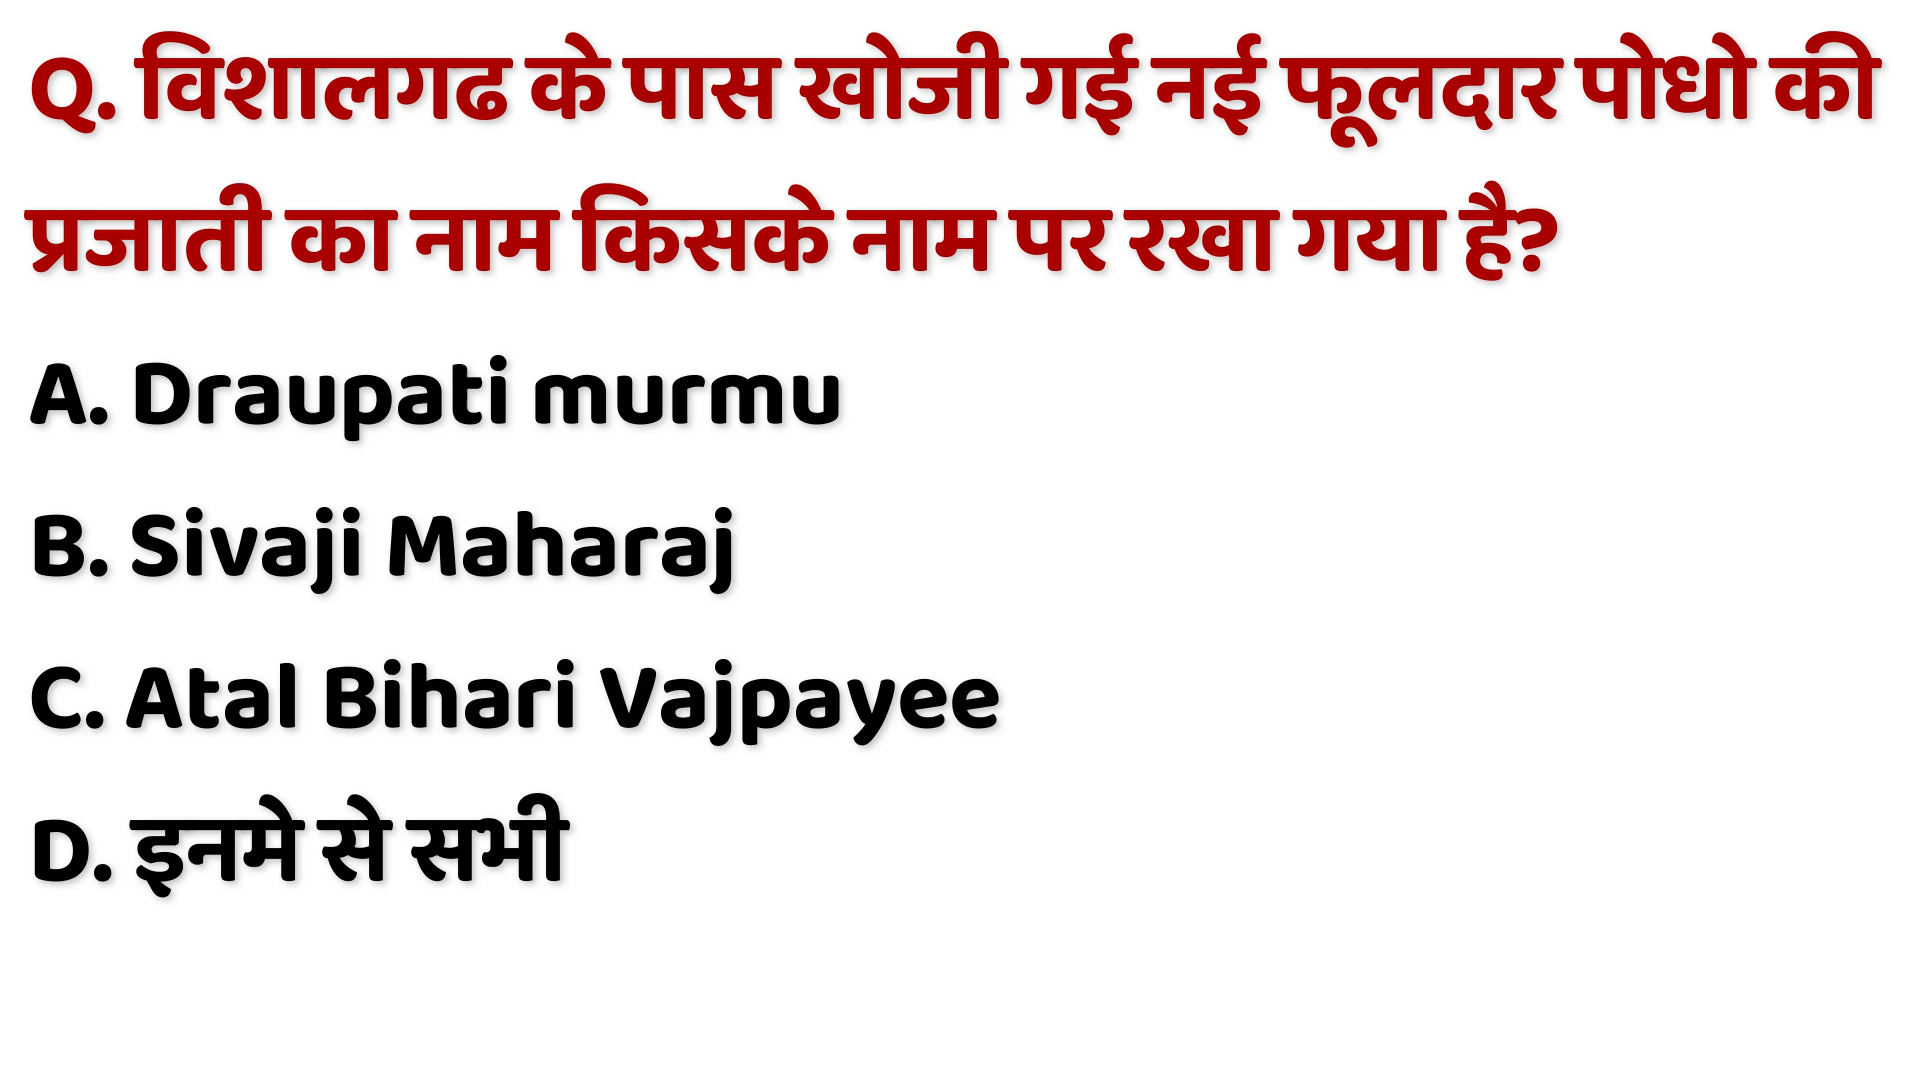 Q. विशालगढ के पास खोजी गई नई फूलदार पोधो की
प्रजाती का नाम किसके नाम पर रखा गया है?
A. Draupati murmu
B. Sivaji Maharaj
C. Atal Bihari Vajpayee
D. इनमे से सभी